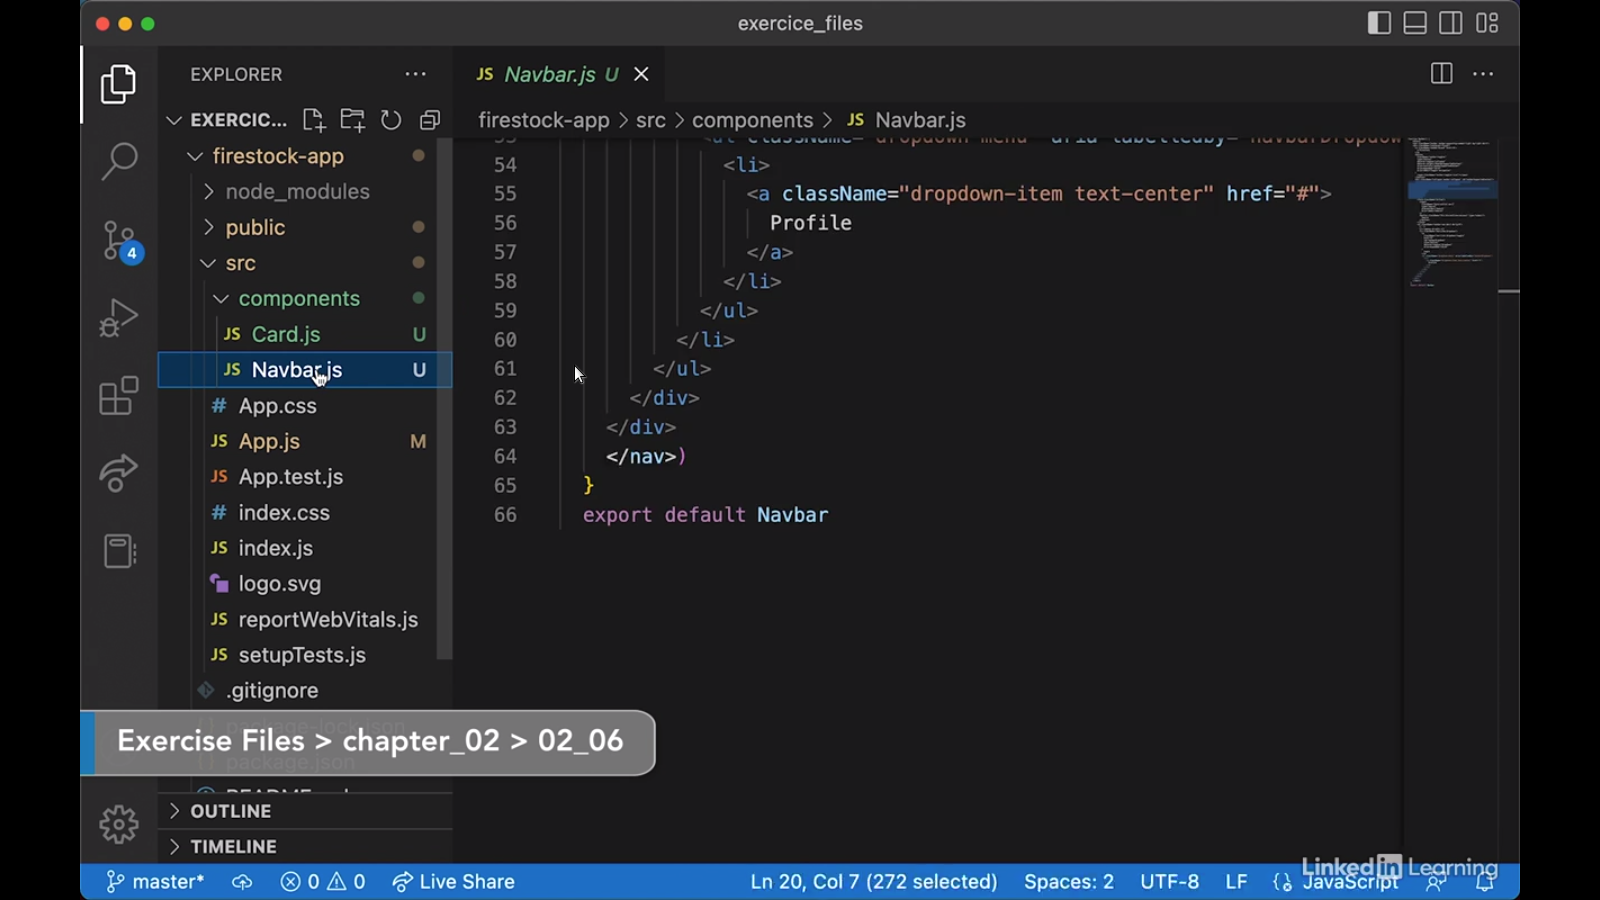 exercice_files
EXPLORER
JS Navbar.js U
EXERCIC...
firestock-app > src > components > JS Navbar.js
firestock-app
node_modules
public
src
components
JS Card.js U
JS Navbar.js U
# App.css
JS App.js M
JS App.test.js
# index.css
JS index.js
logo.svg
JS reportWebVitals.js
JS setupTests.js
.gitignore
package-lock.json
package.json
4
54 <li>
55 <a className="dropdown-item text-center" href="#">
56 Profile
57 </a>
58 </li>
59 </ul>
60 </li>
61 </ul>
62 </div>
63 </div>
64 </nav>)
65 }
66 export default Navbar
Exercise Files > chapter_02 > 02_06
OUTLINE
TIMELINE
LinkedIn Learning
master* 0 0 Live Share Ln 20, Col 7 (272 selected) Spaces: 2 UTF-8 LF {} JavaScript